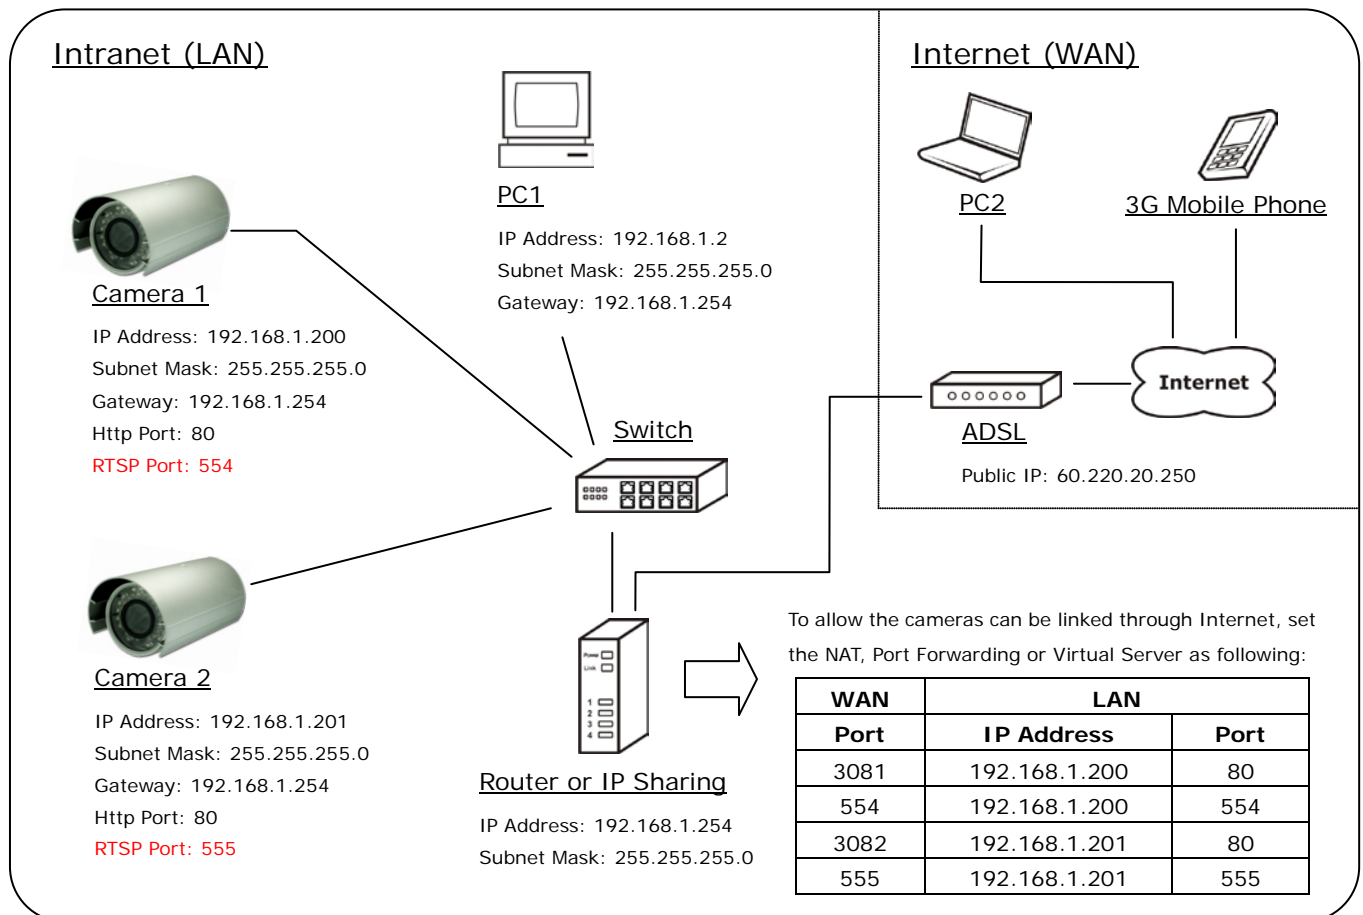 Intranet (LAN)
Internet (WAN)
PC1
IP Address: 192.168.1.2
Subnet Mask: 255.255.255.0
Gateway: 192.168.1.254
PC2
3G Mobile Phone
Camera 1
IP Address: 192.168.1.200
Subnet Mask: 255.255.255.0
Gateway: 192.168.1.254
Http Port: 80
RTSP Port: 554
Internet
ADSL
Public IP: 60.220.20.250
Switch
Camera 2
IP Address: 192.168.1.201
Subnet Mask: 255.255.255.0
Gateway: 192.168.1.254
Http Port: 80
RTSP Port: 555
Power
Link
1
2
3
4
Router or IP Sharing
IP Address: 192.168.1.254
Subnet Mask: 255.255.255.0
To allow the cameras can be linked through Internet, set
the NAT, Port Forwarding or Virtual Server as following:
WAN LAN
Port IP Address Port
3081 192.168.1.200 80
554 192.168.1.200 554
3082 192.168.1.201 80
555 192.168.1.201 555